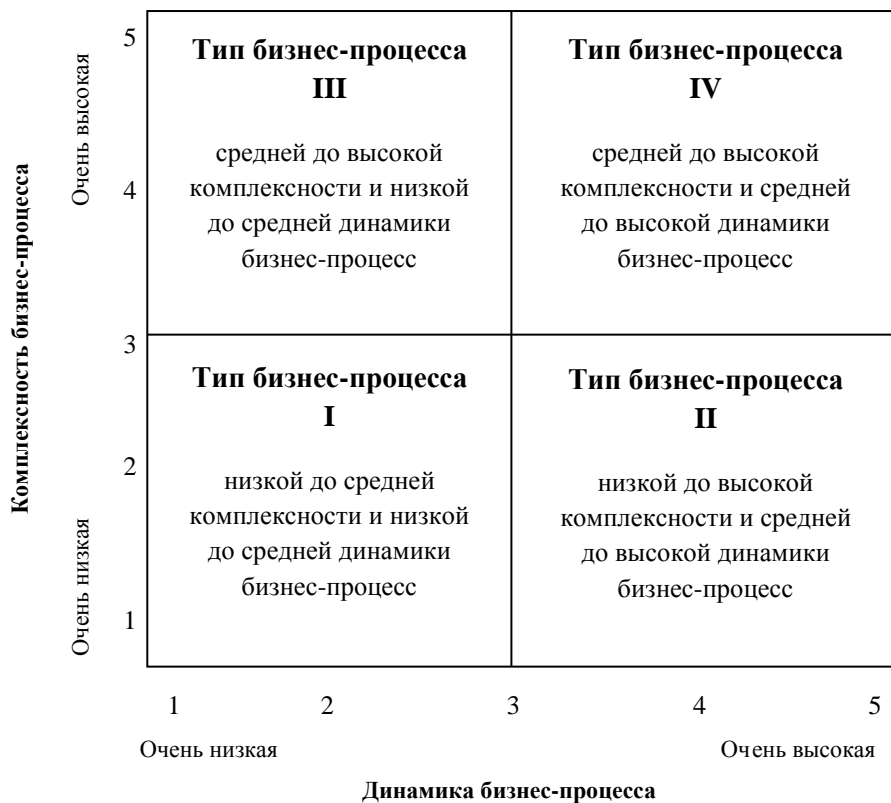 5
4
3
2
1
Очень высокая
Очень низкая
Комплексность бизнес-процесса
Тип бизнес-процесса
III
средней до высокой
комплексности и низкой
до средней динамики
бизнес-процесс
Тип бизнес-процесса
IV
средней до высокой
комплексности и средней
до высокой динамики
бизнес-процесс
Тип бизнес-процесса
I
низкой до средней
комплексности и низкой
до средней динамики
бизнес-процесс
Тип бизнес-процесса
II
низкой до высокой
комплексности и средней
до высокой динамики
бизнес-процесс
1 2 3 4 5
Очень низкая Очень высокая
Динамика бизнес-процесса